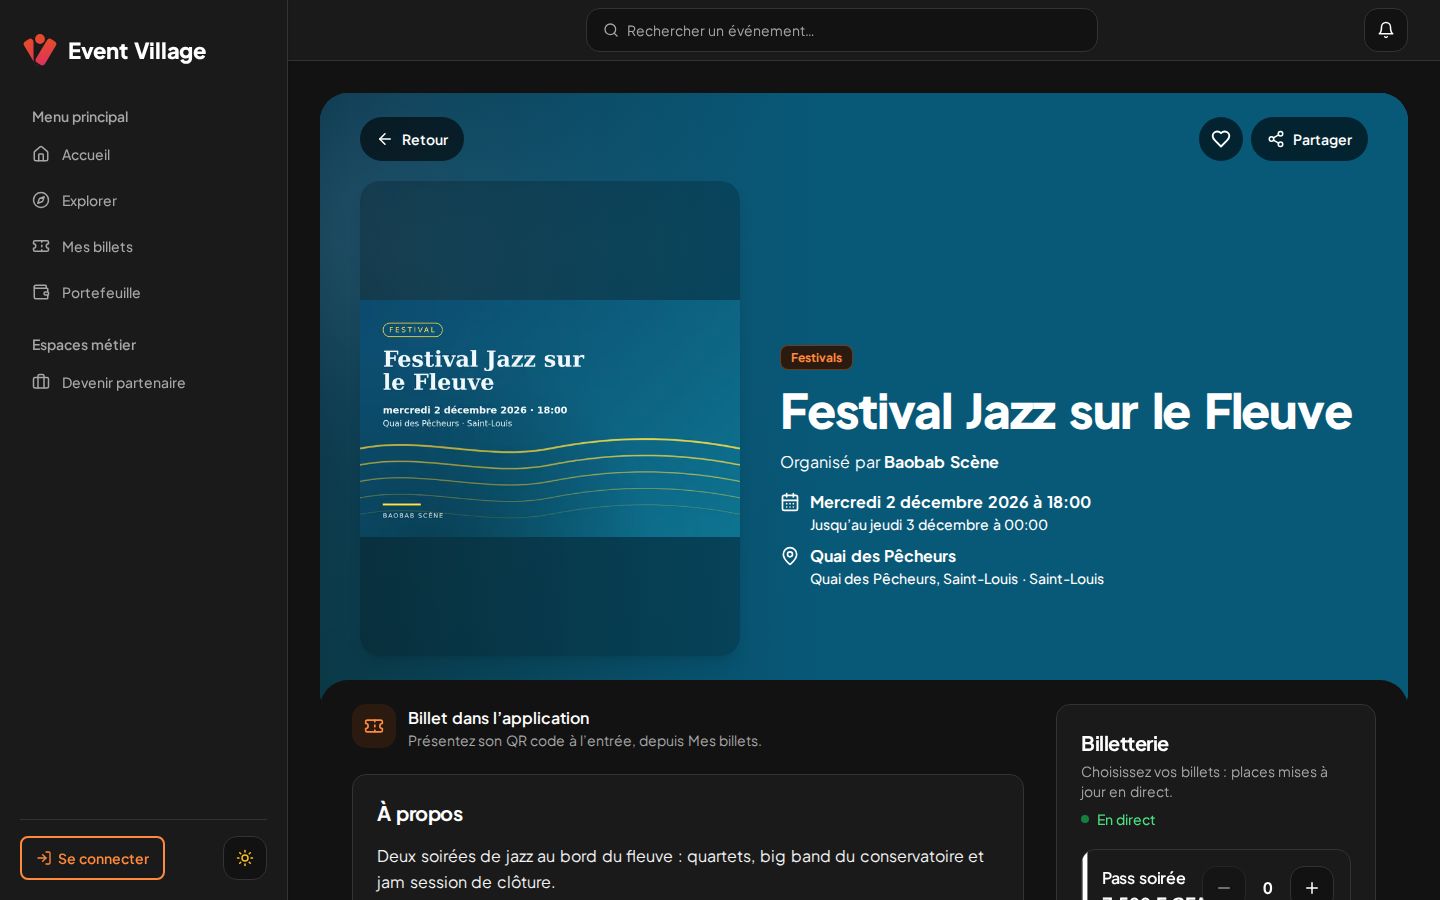 Event Village
Rechercher un événement...
Menu principal
Accueil
Explorer
Mes billets
Portefeuille
Espaces métier
Devenir partenaire
Se connecter
Retour
Partager
FESTIVAL
Festival Jazz sur
le Fleuve
mercredi 2 décembre 2026 · 18:00
Quai des Pêcheurs · Saint-Louis
BAOBAB SCÈNE
Festivals
Festival Jazz sur le Fleuve
Organisé par Baobab Scène
Mercredi 2 décembre 2026 à 18:00
Jusqu'au jeudi 3 décembre à 00:00
Quai des Pêcheurs
Quai des Pêcheurs, Saint-Louis · Saint-Louis
Billet dans l’application
Présentez son QR code à l’entrée, depuis Mes billets.
À propos
Deux soirées de jazz au bord du fleuve : quartets, big band du conservatoire et
jam session de clôture.
Billetterie
Choisissez vos billets : places mises à
jour en direct.
En direct
Pass soirée
0